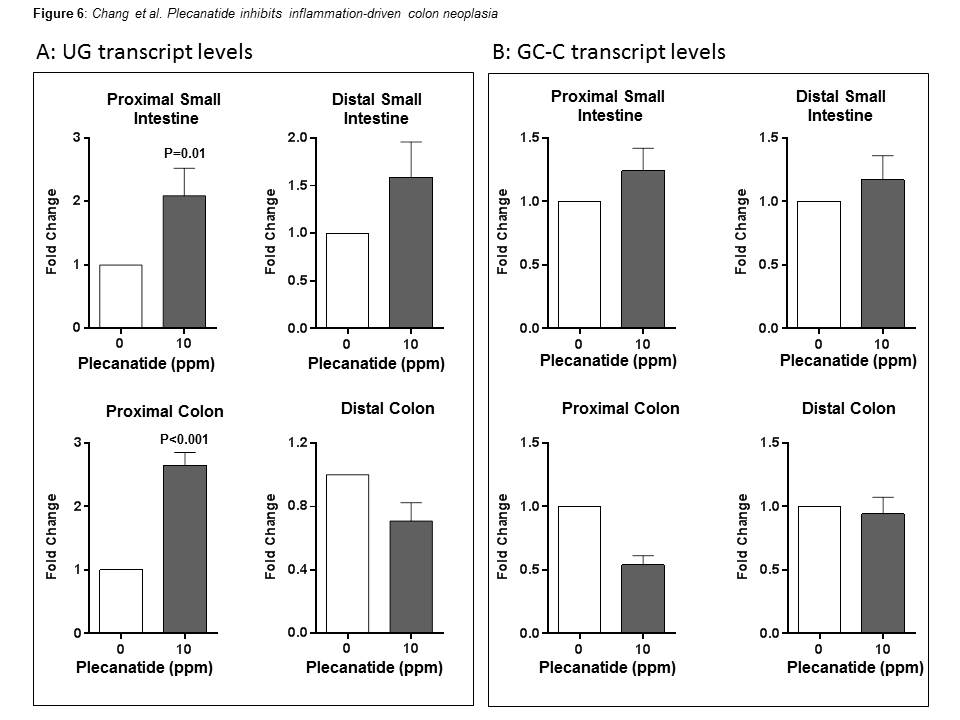 Figure 6: Chang et al. Plecanatide inhibits inflammation-driven colon neoplasia
A: UG transcript levels
Proximal Small
Intestine
3
2
1
0
Fold Change
P=0.01
0 10
Plecanatide (ppm)
Distal Small
Intestine
2.0
1.5
1.0
0.5
0.0
Fold Change
0 10
Plecanatide (ppm)
Proximal Colon
3
2
1
0
Fold Change
P<0.001
0 10
Plecanatide (ppm)
Distal Colon
1.2
0.8
0.4
0.0
Fold Change
0 10
Plecanatide (ppm)
B: GC-C transcript levels
Proximal Small
Intestine
1.5
1.0
0.5
0.0
Fold Change
0 10
Plecanatide (ppm)
Distal Small
Intestine
1.5
1.0
0.5
0.0
Fold Change
0 10
Plecanatide (ppm)
Proximal Colon
1.5
1.0
0.5
0.0
Fold Change
0 10
Plecanatide (ppm)
Distal Colon
1.5
1.0
0.5
0.0
Fold Change
0 10
Plecanatide (ppm)